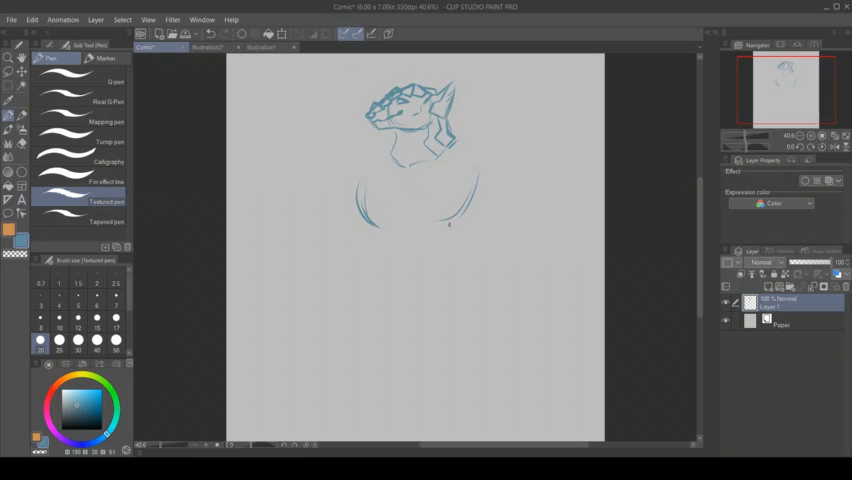 Comic* (6.00 x 7.00in 350dpi 40.6%) - CLIP STUDIO PAINT PRO
File Edit Animation Layer Select View Filter Window Help
Sub Tool (Pen)
Comic* Illustration2* Illustration*
Navigator
Pen Marker
G-pen
Real G-Pen
Mapping pen
Turnip pen
Calligraphy
For effect line
Textured pen
Tapered pen
40.6
0.0
Layer Property
Effect
Expression color
Color
Brush size (Textured pen)
0.7 1 1.5 2 2.5
3 4 5 6 7
8 10 12 15 17
20 25 30 40 50
Layer
Normal 100
100 % Normal
Layer 1
Paper
40.6 0.0